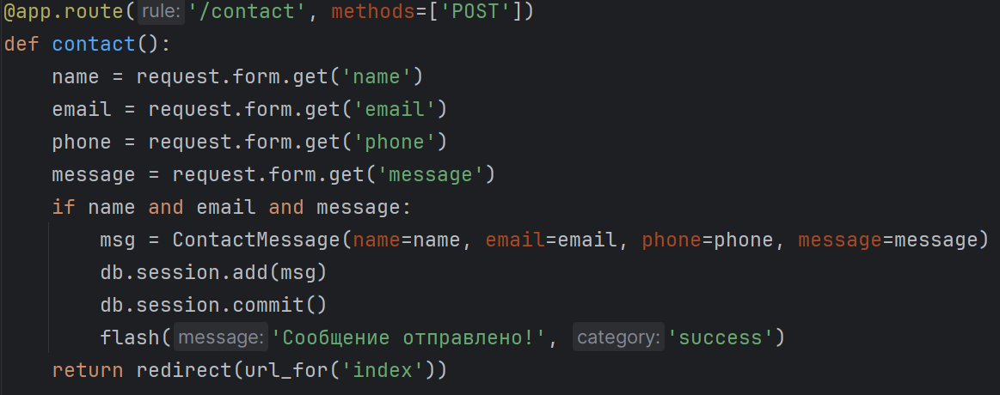 @app.route(rule: '/contact', methods=['POST'])
def contact():
    name = request.form.get('name')
    email = request.form.get('email')
    phone = request.form.get('phone')
    message = request.form.get('message')
    if name and email and message:
        msg = ContactMessage(name=name, email=email, phone=phone, message=message)
        db.session.add(msg)
        db.session.commit()
        flash(message: 'Сообщение отправлено!', category: 'success')
    return redirect(url_for('index'))